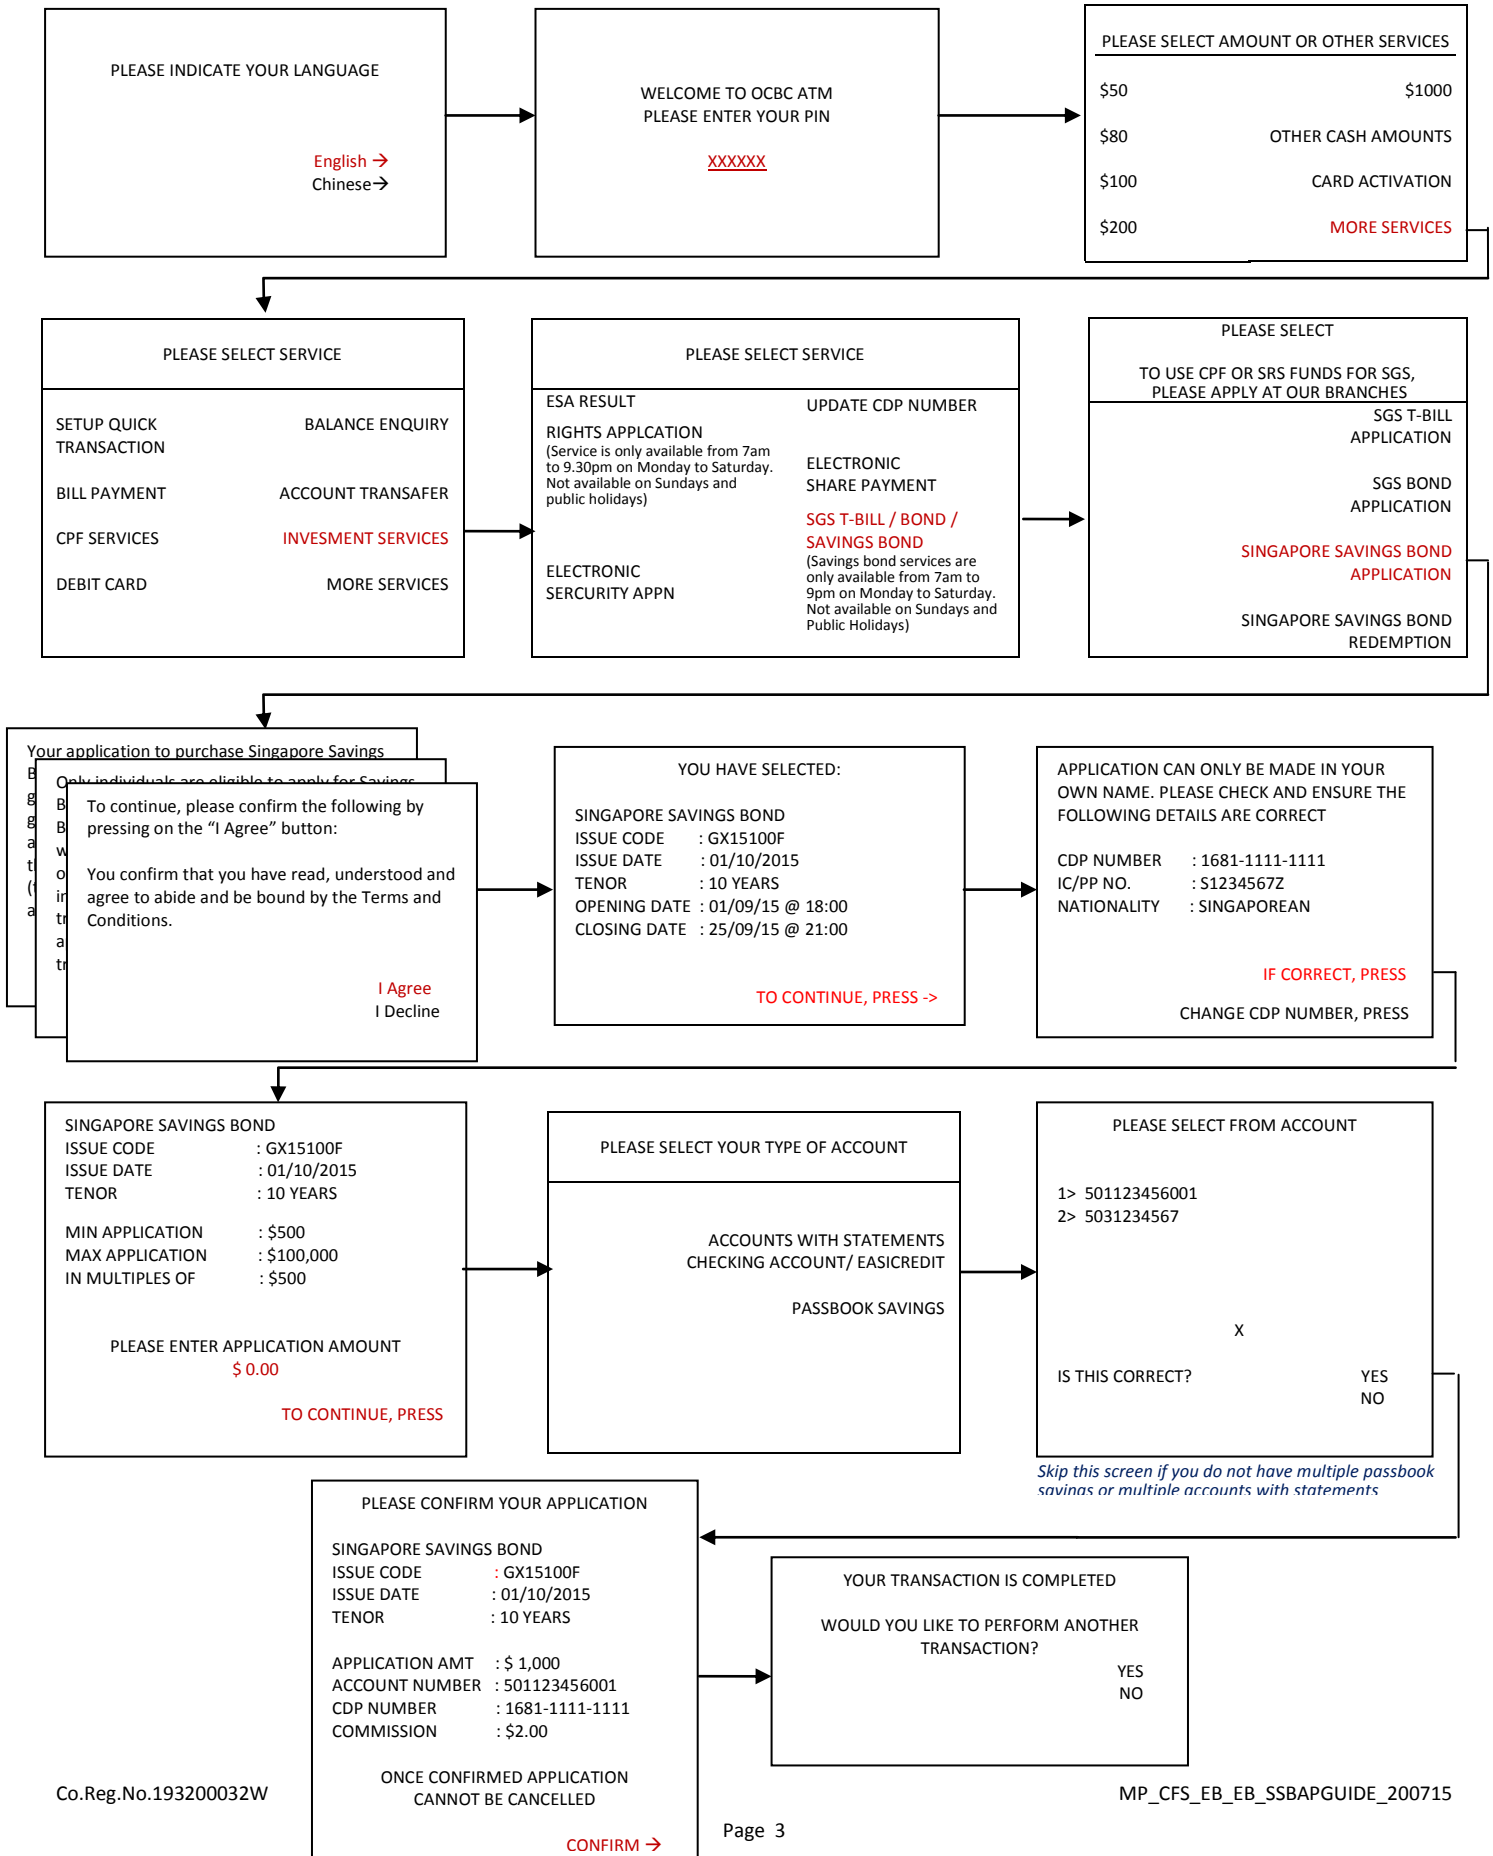 PLEASE INDICATE YOUR LANGUAGE
English →
Chinese→
WELCOME TO OCBC ATM
PLEASE ENTER YOUR PIN
XXXXXX
PLEASE SELECT AMOUNT OR OTHER SERVICES
$50 $1000
$80 OTHER CASH AMOUNTS
$100 CARD ACTIVATION
$200 MORE SERVICES
PLEASE SELECT SERVICE
SETUP QUICK BALANCE ENQUIRY
TRANSACTION
BILL PAYMENT ACCOUNT TRANSAFER
CPF SERVICES INVESMENT SERVICES
DEBIT CARD MORE SERVICES
PLEASE SELECT SERVICE
ESA RESULT
RIGHTS APPLCATION
(Service is only available from 7am
to 9.30pm on Monday to Saturday.
Not available on Sundays and
public holidays)
ELECTRONIC
SERCURITY APPN
UPDATE CDP NUMBER
ELECTRONIC
SHARE PAYMENT
SGS T-BILL / BOND /
SAVINGS BOND
(Savings bond services are
only available from 7am to
9pm on Monday to Saturday.
Not available on Sundays and
Public Holidays)
PLEASE SELECT
TO USE CPF OR SRS FUNDS FOR SGS,
PLEASE APPLY AT OUR BRANCHES
SGS T-BILL
APPLICATION
SGS BOND
APPLICATION
SINGAPORE SAVINGS BOND
APPLICATION
SINGAPORE SAVINGS BOND
REDEMPTION
Your application to purchase Singapore Savings
Only individuals are eligible to apply for Savings
To continue, please confirm the following by
pressing on the “I Agree” button:
You confirm that you have read, understood and
agree to abide and be bound by the Terms and
Conditions.
I Agree
I Decline
YOU HAVE SELECTED:
SINGAPORE SAVINGS BOND
ISSUE CODE : GX15100F
ISSUE DATE : 01/10/2015
TENOR : 10 YEARS
OPENING DATE : 01/09/15 @ 18:00
CLOSING DATE : 25/09/15 @ 21:00
TO CONTINUE, PRESS ->
APPLICATION CAN ONLY BE MADE IN YOUR
OWN NAME. PLEASE CHECK AND ENSURE THE
FOLLOWING DETAILS ARE CORRECT
CDP NUMBER : 1681-1111-1111
IC/PP NO. : S1234567Z
NATIONALITY : SINGAPOREAN
IF CORRECT, PRESS
CHANGE CDP NUMBER, PRESS
SINGAPORE SAVINGS BOND
ISSUE CODE : GX15100F
ISSUE DATE : 01/10/2015
TENOR : 10 YEARS
MIN APPLICATION : $500
MAX APPLICATION : $100,000
IN MULTIPLES OF : $500
PLEASE ENTER APPLICATION AMOUNT
$ 0.00
TO CONTINUE, PRESS
PLEASE SELECT YOUR TYPE OF ACCOUNT
ACCOUNTS WITH STATEMENTS
CHECKING ACCOUNT/ EASICREDIT
PASSBOOK SAVINGS
PLEASE SELECT FROM ACCOUNT
1> 501123456001
2> 5031234567
X
IS THIS CORRECT? YES
NO
Skip this screen if you do not have multiple passbook
savings or multiple accounts with statements
PLEASE CONFIRM YOUR APPLICATION
SINGAPORE SAVINGS BOND
ISSUE CODE : GX15100F
ISSUE DATE : 01/10/2015
TENOR : 10 YEARS
APPLICATION AMT : $ 1,000
ACCOUNT NUMBER : 501123456001
CDP NUMBER : 1681-1111-1111
COMMISSION : $2.00
ONCE CONFIRMED APPLICATION
CANNOT BE CANCELLED
CONFIRM →
YOUR TRANSACTION IS COMPLETED
WOULD YOU LIKE TO PERFORM ANOTHER
TRANSACTION?
YES
NO
Co.Reg.No.193200032W MP_CFS_EB_EB_SSBAPGUIDE_200715
Page 3